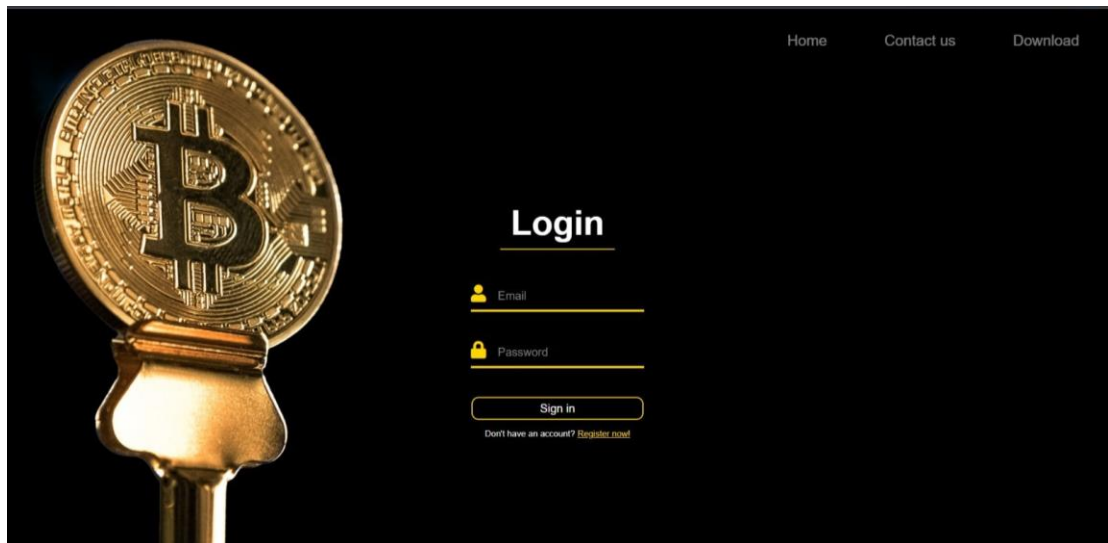 Home
Contact us
Download
Login
Email
Password
Sign in
Don't have an account? Register now!